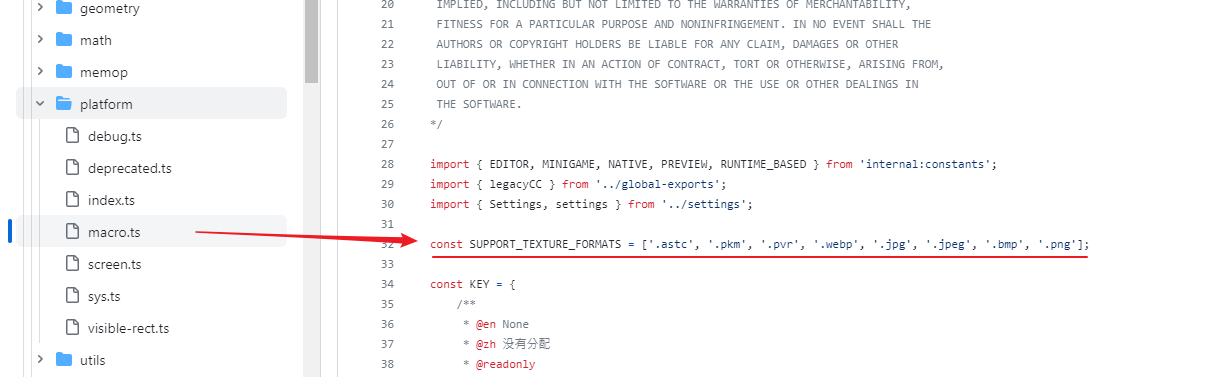 geometry
math
memop
platform
debug.ts
deprecated.ts
index.ts
macro.ts
screen.ts
sys.ts
visible-rect.ts
utils
20 IMPLIED, INCLUDING BUT NOT LIMITED TO THE WARRANTIES OF MERCHANTABILITY,
21 FITNESS FOR A PARTICULAR PURPOSE AND NONINFRINGEMENT. IN NO EVENT SHALL THE
22 AUTHORS OR COPYRIGHT HOLDERS BE LIABLE FOR ANY CLAIM, DAMAGES OR OTHER
23 LIABILITY, WHETHER IN AN ACTION OF CONTRACT, TORT OR OTHERWISE, ARISING FROM,
24 OUT OF OR IN CONNECTION WITH THE SOFTWARE OR THE USE OR OTHER DEALINGS IN
25 THE SOFTWARE.
26 */
27
28 import { EDITOR, MINIGAME, NATIVE, PREVIEW, RUNTIME_BASED } from 'internal:constants';
29 import { legacyCC } from '../global-exports';
30 import { Settings, settings } from '../settings';
31
32 const SUPPORT_TEXTURE_FORMATS = ['.astc', '.pkm', '.pvr', '.webp', '.jpg', '.jpeg', '.bmp', '.png'];
33
34 const KEY = {
35 /**
36 * @en None
37 * @zh 没有分配
38 * @readonly